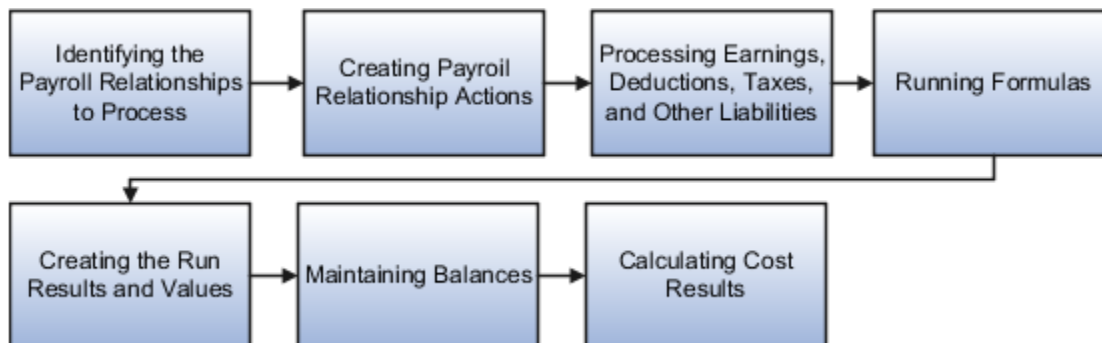 Identifying the
Payroll Relationships
to Process
Creating Payroil
Relationship Actions
Processing Earnings,
Deductions, Taxes,
and Other Liabilities
Running Formulas
Creating the Run
Results and Values
Maintaining Balances
Calculating Cost
Results